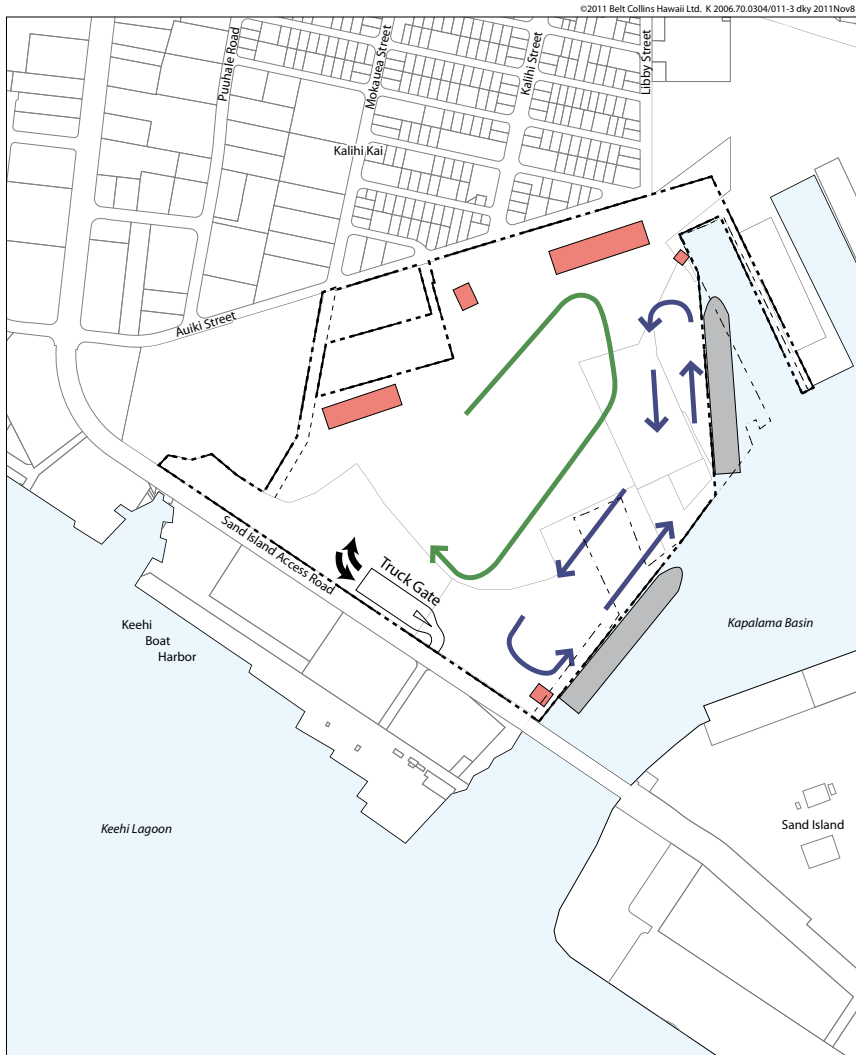 ©2011 Belt Collins Hawaii Ltd. K 2006.70.0304/011-3 dky 2011Nov8
Puuhale Road
Mokauea Street
Kalihi Street
Libby Street
Kalihi Kai
Auiki Street
Sand Island Access Road
Truck Gate
Keehi
Boat
Harbor
Kapalama Basin
Keehi Lagoon
Sand Island